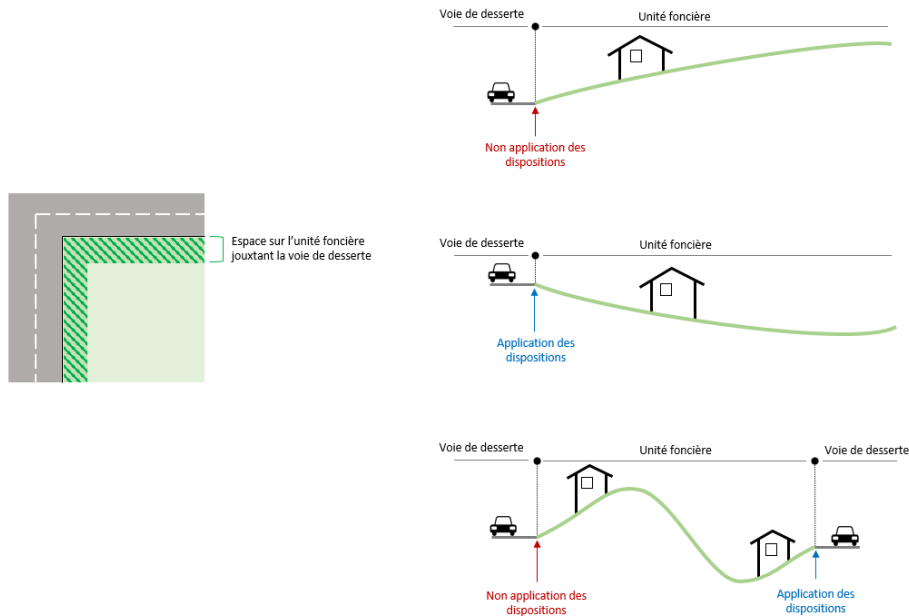 Voie de desserte
Unité foncière
Non application des
dispositions
Espace sur l'unité foncière
jouxtant la voie de desserte
Voie de desserte
Unité foncière
Application des
dispositions
Voie de desserte
Unité foncière
Voie de desserte
Non application des
dispositions
Application des
dispositions